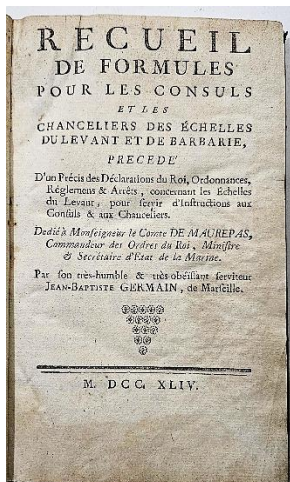 RECUEIL
DE FORMULES
POUR LES CONSULS
ET LES
CHANCELIERS DES ÉCHELLES
DU LEVANT ET DE BARBARIE,
PRECEDÉ
D'un Précis des Déclarations du Roi, Ordonnances,
Réglemens & Arrêts, concernant les Echelles
du Levant, pour servir d'Instructions aux
Consuls & aux Chanceliers.
Dedié à Monseigneur le Comte DE MAUREPAS,
Commandeur des Ordres du Roi, Ministre
& Secrétaire d'Etat de la Marine.
Par son très-humble & très obéissant serviteur
JEAN-BAPTISTE GERMAIN, de Marseille.
M. DCC. XLIV.